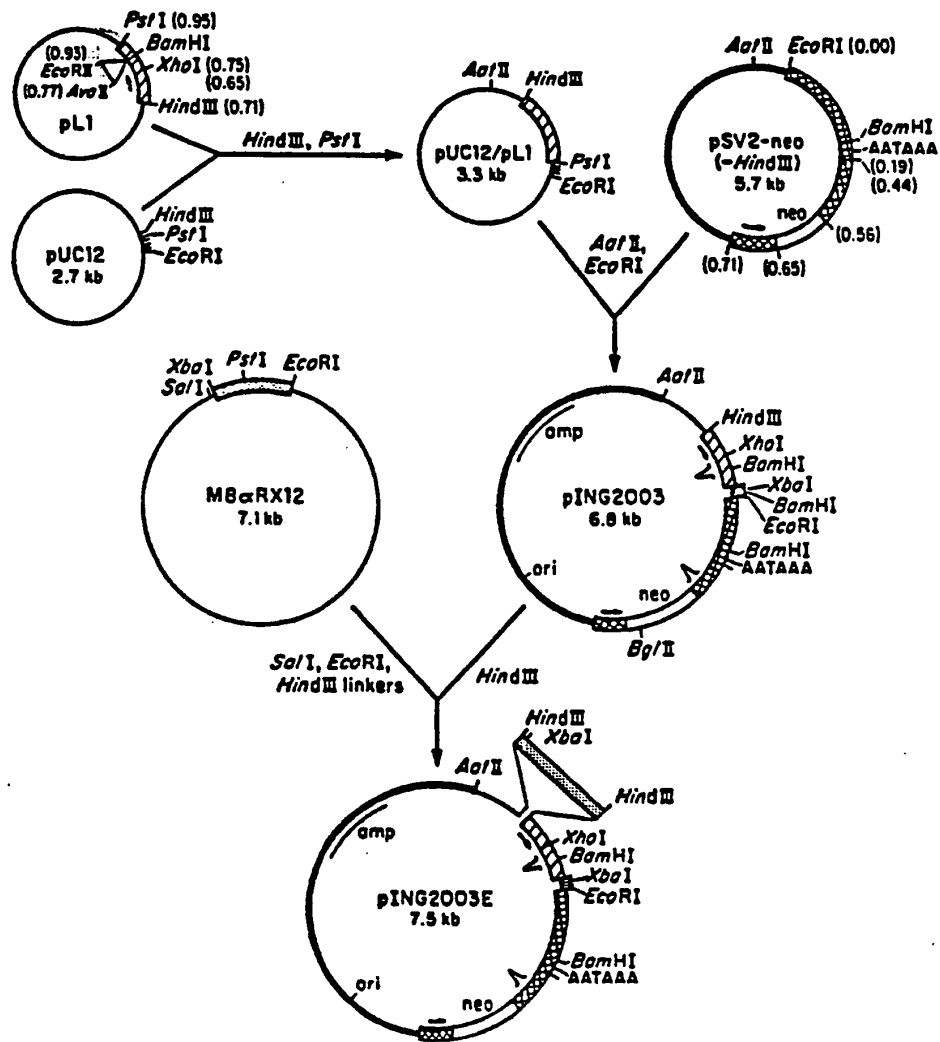 PstI (0.95)
BamHI
(0.93)
EcoRII
XhoI (0.75)
(0.65)
(0.77) AvaII
HindIII (0.71)
pL1
HindIII, PstI
HindIII
PstI
EcoRI
pUC12
2.7 kb
AatII
HindIII
pUC12/pL1
3.3 kb
PstI
EcoRI
AatII
EcoRI (0.00)
pSV2-neo
(-HindIII)
5.7 kb
BamHI
AATAAA
(0.19)
(0.44)
neo
(0.56)
(0.71)
(0.65)
AatII,
EcoRI
XbaI
SalI
PstI
EcoRI
M8αRX12
7.1 kb
AatII
amp
HindIII
XhoI
BamHI
XbaI
BamHI
EcoRI
pING2003
6.8 kb
BamHI
AATAAA
ori
neo
BglII
SalI, EcoRI,
HindIII linkers
HindIII
HindIII
XbaI
HindIII
AatII
amp
XhoI
BamHI
XbaI
EcoRI
pING2003E
7.5 kb
BamHI
AATAAA
ori
neo